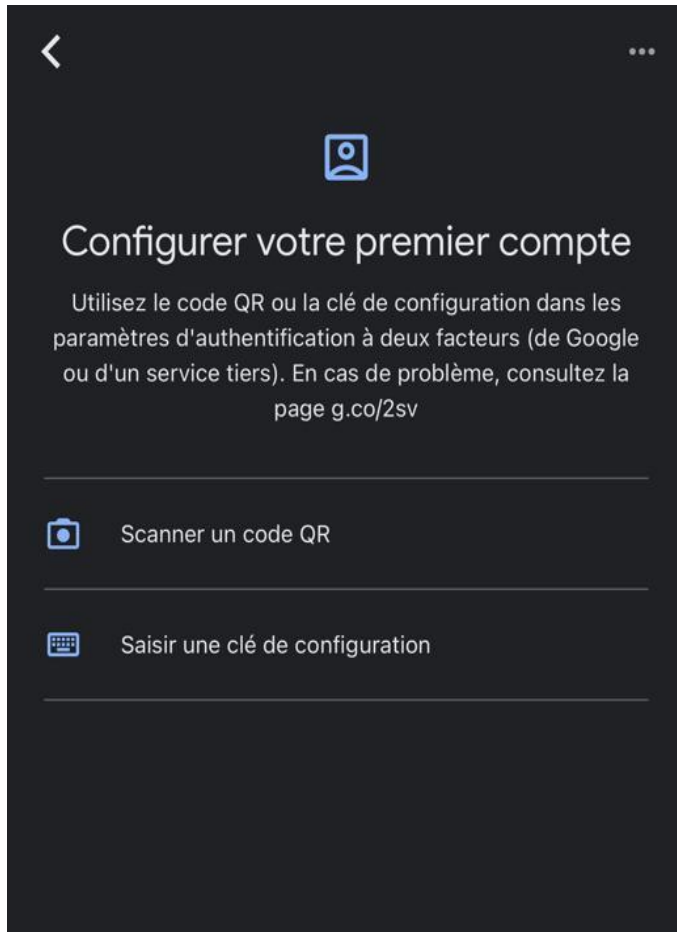 Configurer votre premier compte
Utilisez le code QR ou la clé de configuration dans les
paramètres d'authentification à deux facteurs (de Google
ou d'un service tiers). En cas de problème, consultez la
page g.co/2sv
Scanner un code QR
Saisir une clé de configuration